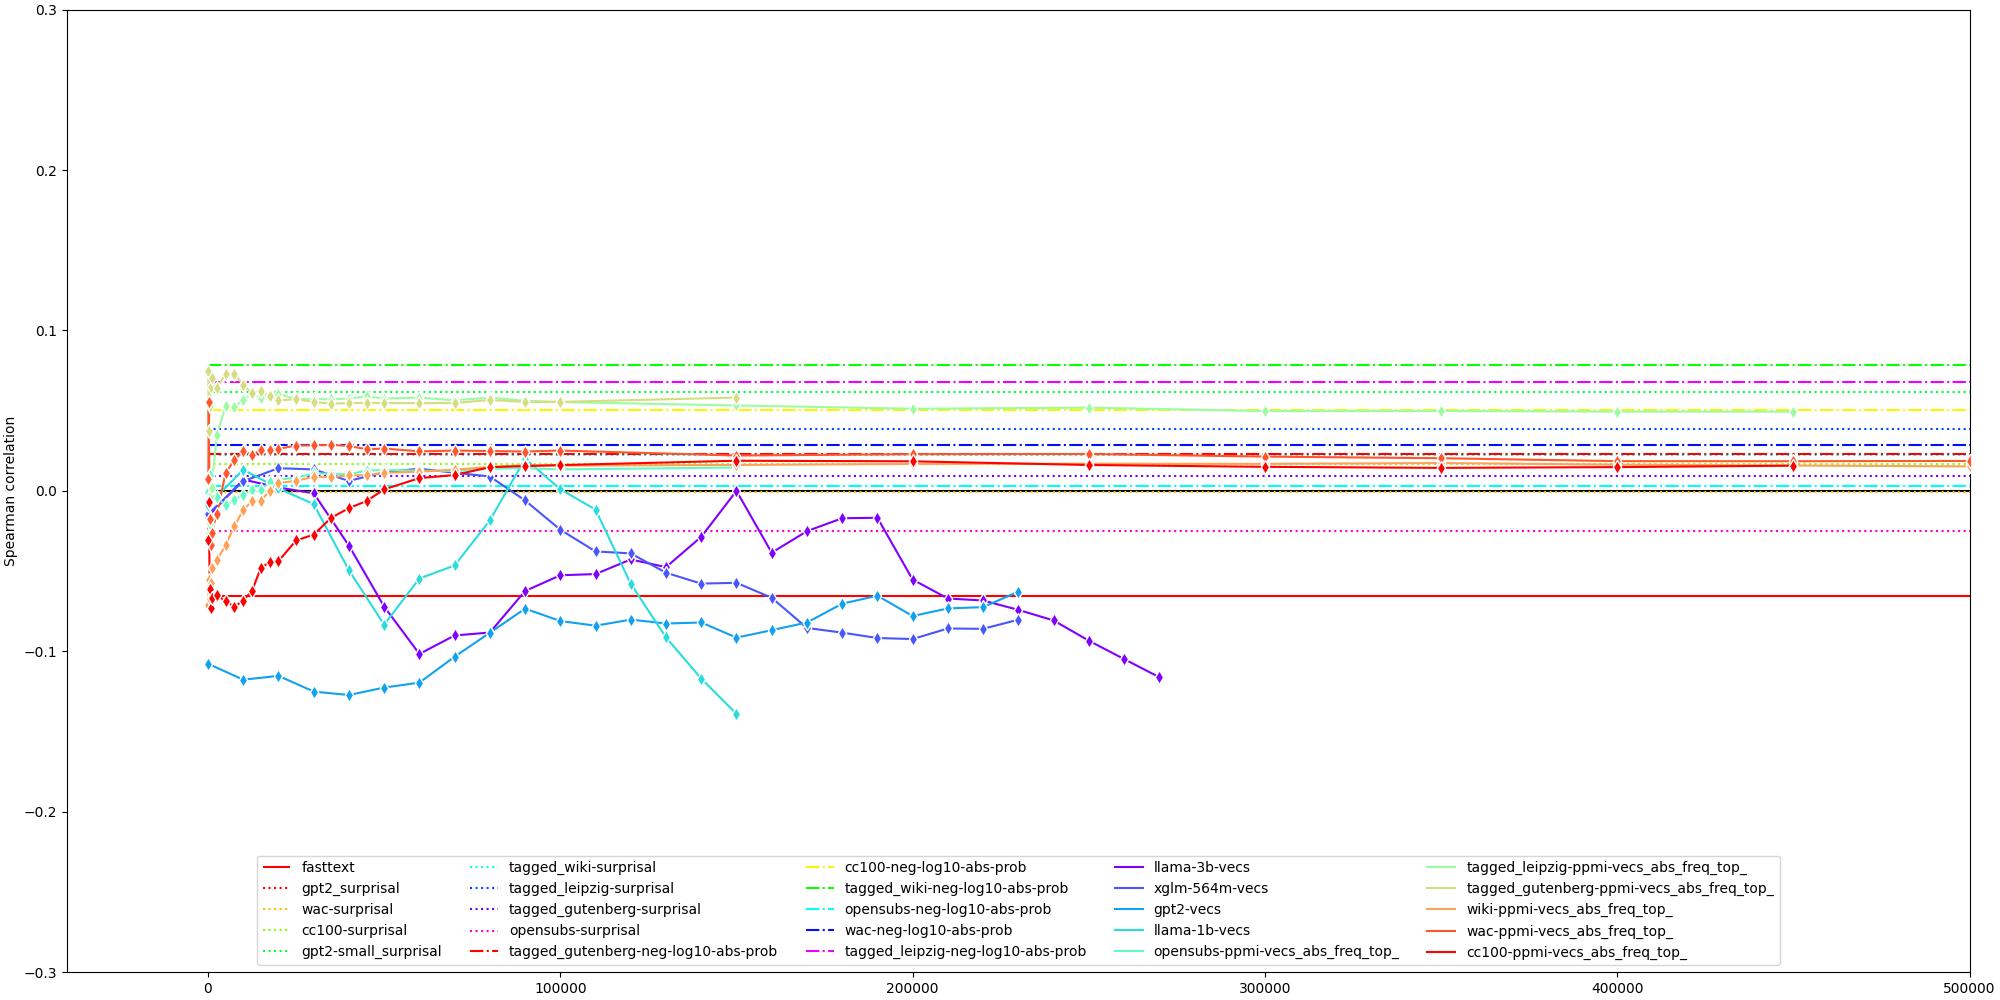 0.3
0.2
0.1
0.0
−0.1
−0.2
−0.3
Spearman correlation
fasttext
gpt2_surprisal
wac-surprisal
cc100-surprisal
gpt2-small_surprisal
tagged_wiki-surprisal
tagged_leipzig-surprisal
tagged_gutenberg-surprisal
opensubs-surprisal
tagged_gutenberg-neg-log10-abs-prob
cc100-neg-log10-abs-prob
tagged_wiki-neg-log10-abs-prob
opensubs-neg-log10-abs-prob
wac-neg-log10-abs-prob
tagged_leipzig-neg-log10-abs-prob
llama-3b-vecs
xglm-564m-vecs
gpt2-vecs
llama-1b-vecs
opensubs-ppmi-vecs_abs_freq_top_
tagged_leipzig-ppmi-vecs_abs_freq_top_
tagged_gutenberg-ppmi-vecs_abs_freq_top_
wiki-ppmi-vecs_abs_freq_top_
wac-ppmi-vecs_abs_freq_top_
cc100-ppmi-vecs_abs_freq_top_
0 100000 200000 300000 400000 500000